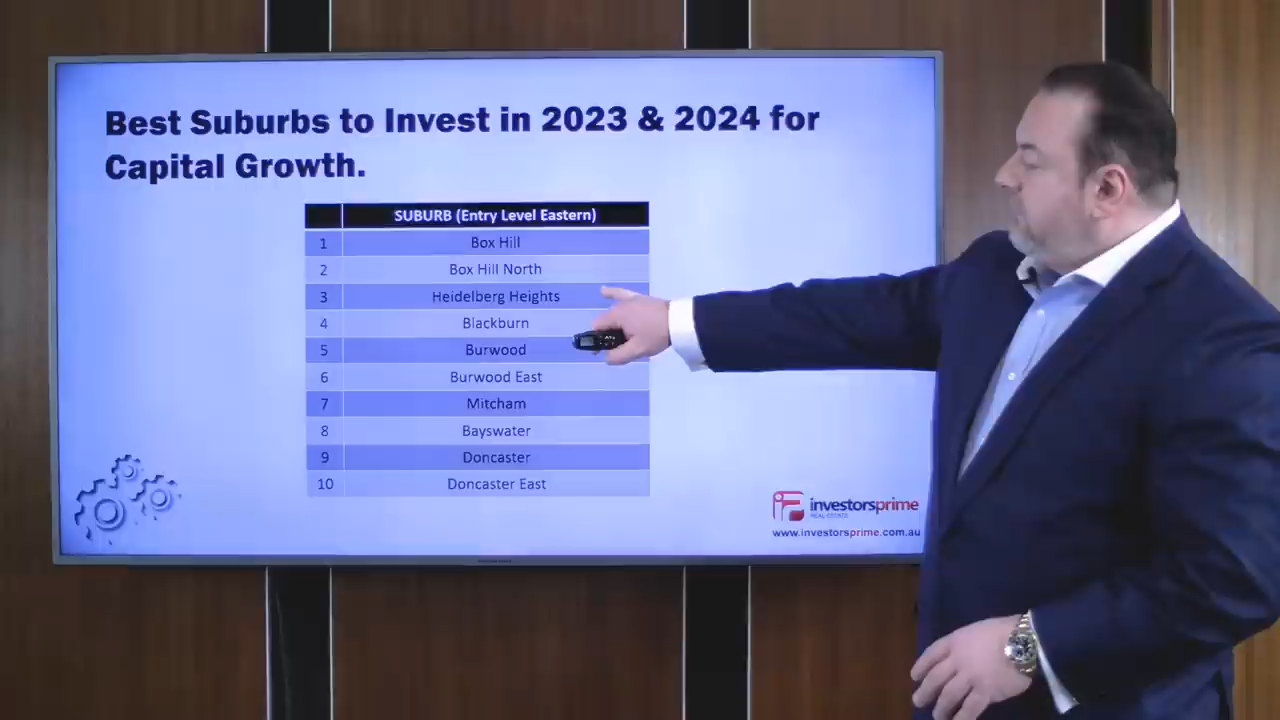 Best Suburbs to Invest in 2023 & 2024 for
Capital Growth.
SUBURB (Entry Level Eastern)
1 Box Hill
2 Box Hill North
3 Heidelberg Heights
4 Blackburn
5 Burwood
6 Burwood East
7 Mitcham
8 Bayswater
9 Doncaster
10 Doncaster East
investorsprime
REAL ESTATE
www.investorsprime.com.au